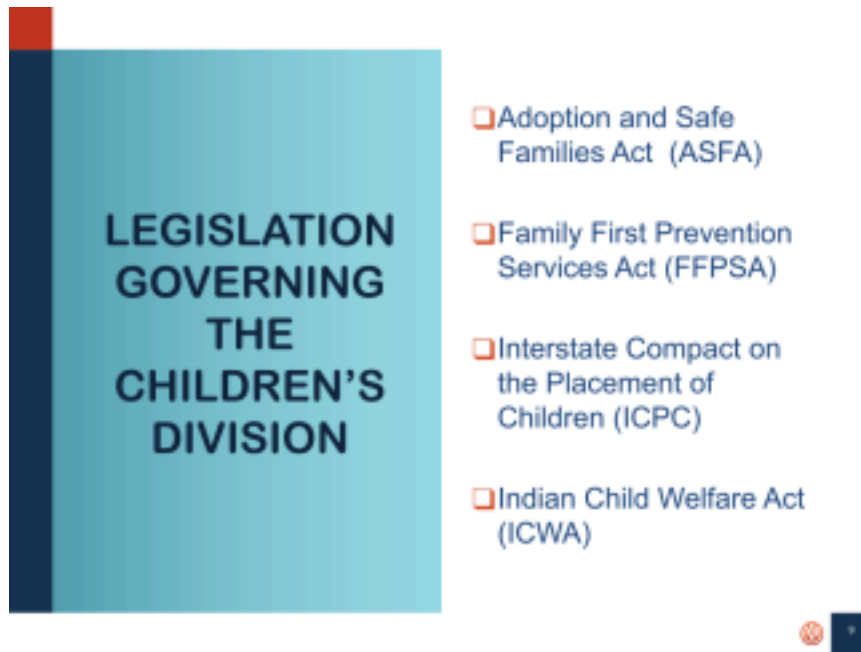 LEGISLATION
GOVERNING
THE
CHILDREN'S
DIVISION
Adoption and Safe
Families Act (ASFA)
Family First Prevention
Services Act (FFPSA)
Interstate Compact on
the Placement of
Children (ICPC)
Indian Child Welfare Act
(ICWA)